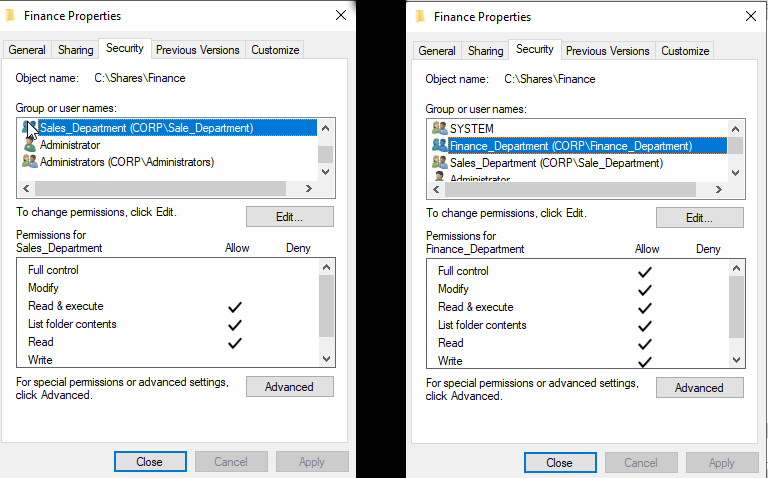 Finance Properties
General Sharing Security Previous Versions Customize
Object name: C:\Shares\Finance
Group or user names:
Sales_Department (CORP\Sale_Department)
Administrator
Administrators (CORP\Administrators)
To change permissions, click Edit.
Edit...
Permissions for
Sales_Department Allow Deny
Full control
Modify
Read & execute
List folder contents
Read
Write
For special permissions or advanced settings,
click Advanced.
Advanced
Close Cancel Apply
Finance Properties
General Sharing Security Previous Versions Customize
Object name: C:\Shares\Finance
Group or user names:
SYSTEM
Finance_Department (CORP\Finance_Department)
Sales_Department (CORP\Sale_Department)
Administrator
To change permissions, click Edit.
Edit...
Permissions for
Finance_Department Allow Deny
Full control
Modify
Read & execute
List folder contents
Read
Write
For special permissions or advanced settings,
click Advanced.
Advanced
Close Cancel Apply